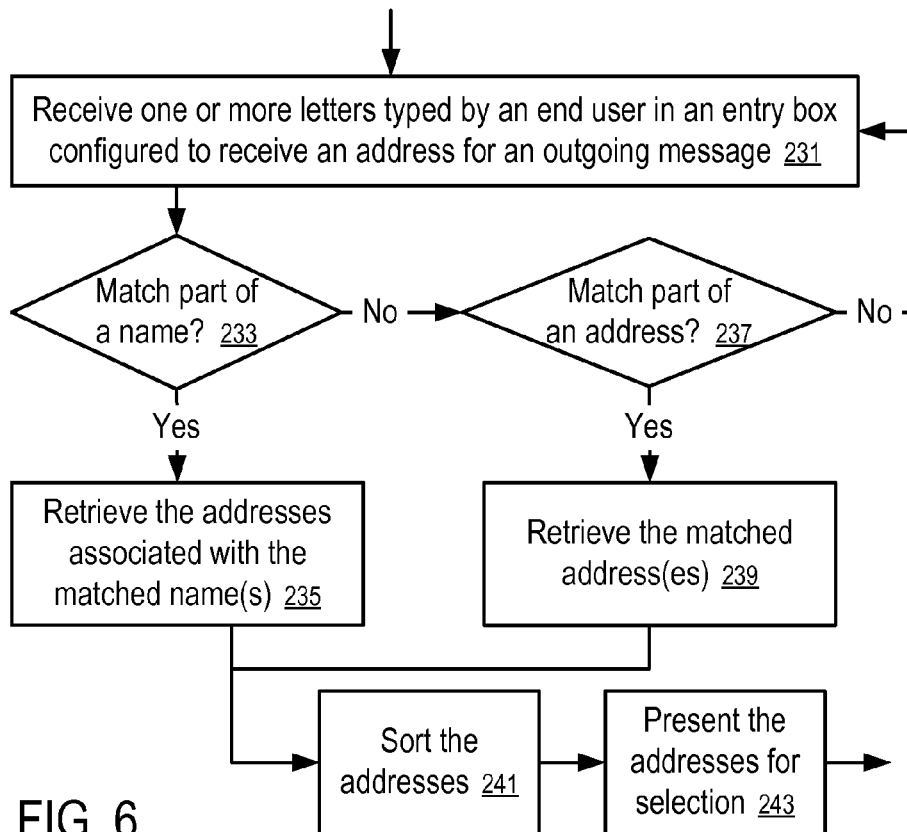 Receive one or more letters typed by an end user in an entry box
configured to receive an address for an outgoing message 231
Match part of
a name? 233
No
Match part of
an address? 237
No
Yes
Yes
Retrieve the addresses
associated with the
matched name(s) 235
Retrieve the matched
address(es) 239
Sort the
addresses 241
Present the
addresses for
selection 243
FIG. 6